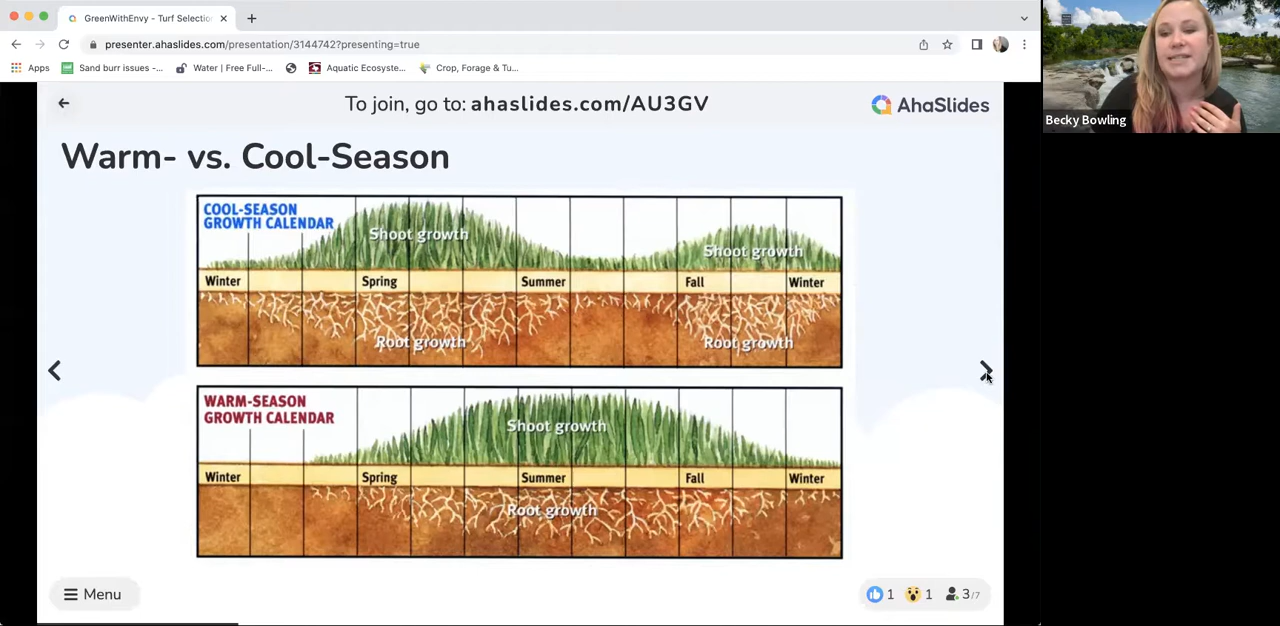 GreenWithEnvy - Turf Selectio
presenter.ahaslides.com/presentation/3144742?presenting=true
Apps
Sand burr issues -...
Water | Free Full-...
Aquatic Ecosyste...
Crop, Forage & Tu...
Becky Bowling
To join, go to: ahaslides.com/AU3GV
AhaSlides
Warm- vs. Cool-Season
COOL-SEASON
GROWTH CALENDAR
Shoot growth
Shoot growth
Winter Spring Summer Fall Winter
Root growth
Root growth
WARM-SEASON
GROWTH CALENDAR
Shoot growth
Winter Spring Summer Fall Winter
Root growth
Menu
1 1 3/7